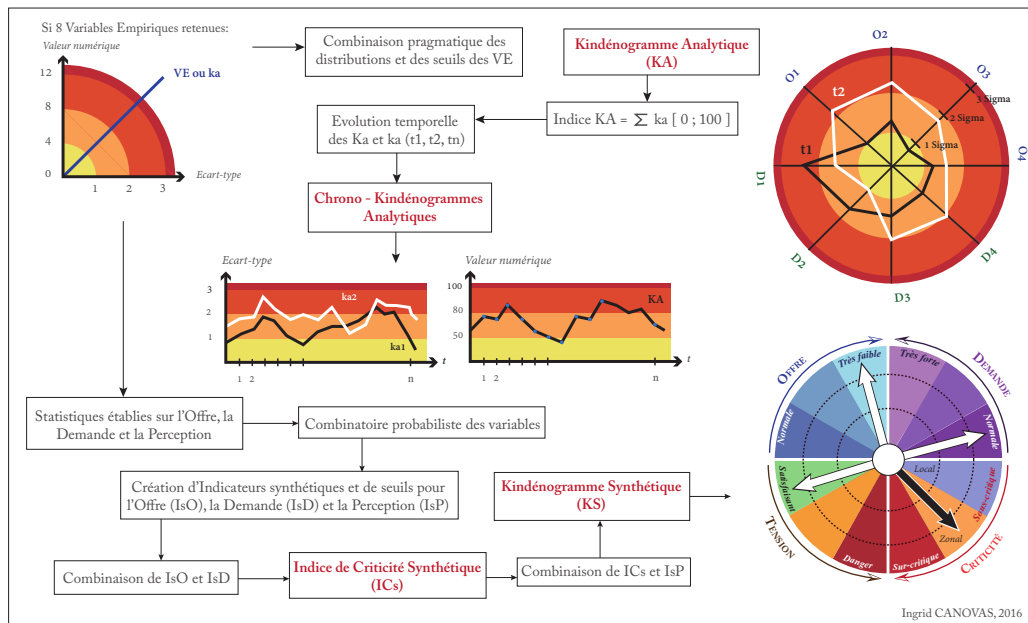 Si 8 Variables Empiriques retenues:
Valeur numérique
12
8
4
0
1
2
3
VE ou ka
Ecart-type
Combinaison pragmatique des
distributions et des seuils des VE
Kindénogramme Analytique
(KA)
Indice KA = ∑ ka [ 0 ; 100 ]
Evolution temporelle
des Ka et ka (t1, t2, tn)
Chrono - Kindénogrammes
Analytiques
O1
O2
O3
O4
D1
D2
D3
D4
t1
t2
1 Sigma
2 Sigma
3 Sigma
Ecart-type
3
2
1
ka2
ka1
1
2
n
t
Valeur numérique
100
80
50
KA
1
2
n
t
Statistiques établies sur l'Offre, la
Demande et la Perception
Combinatoire probabiliste des variables
Création d'Indicateurs synthétiques et de seuils pour
l'Offre (IsO), la Demande (IsD) et la Perception (IsP)
Combinaison de IsO et IsD
Indice de Criticité Synthétique
(ICs)
Combinaison de ICs et IsP
Kindénogramme Synthétique
(KS)
OFFRE
DEMANDE
TENSION
CRITICITÉ
Normale
Très faible
Très forte
Normale
Satisfaisant
Danger
Sur-critique
Sous-critique
Local
Zonal
Ingrid CANOVAS, 2016